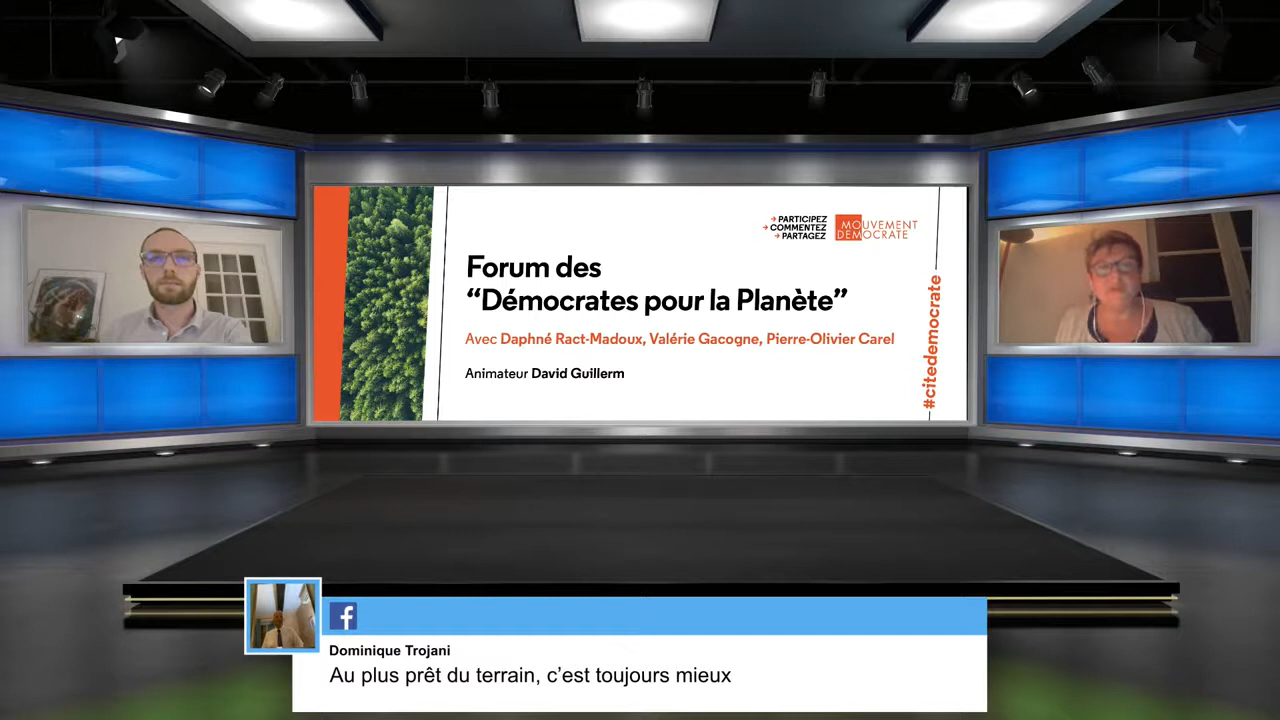 PARTICIPEZ
COMMENTEZ
PARTAGEZ
MOUVEMENT
DEMOCRATE
Forum des
“Démocrates pour la Planète”
Avec Daphné Ract-Madoux, Valérie Gacogne, Pierre-Olivier Carel
Animateur David Guillerm
#citedemocrate
f
Dominique Trojani
Au plus prêt du terrain, c’est toujours mieux